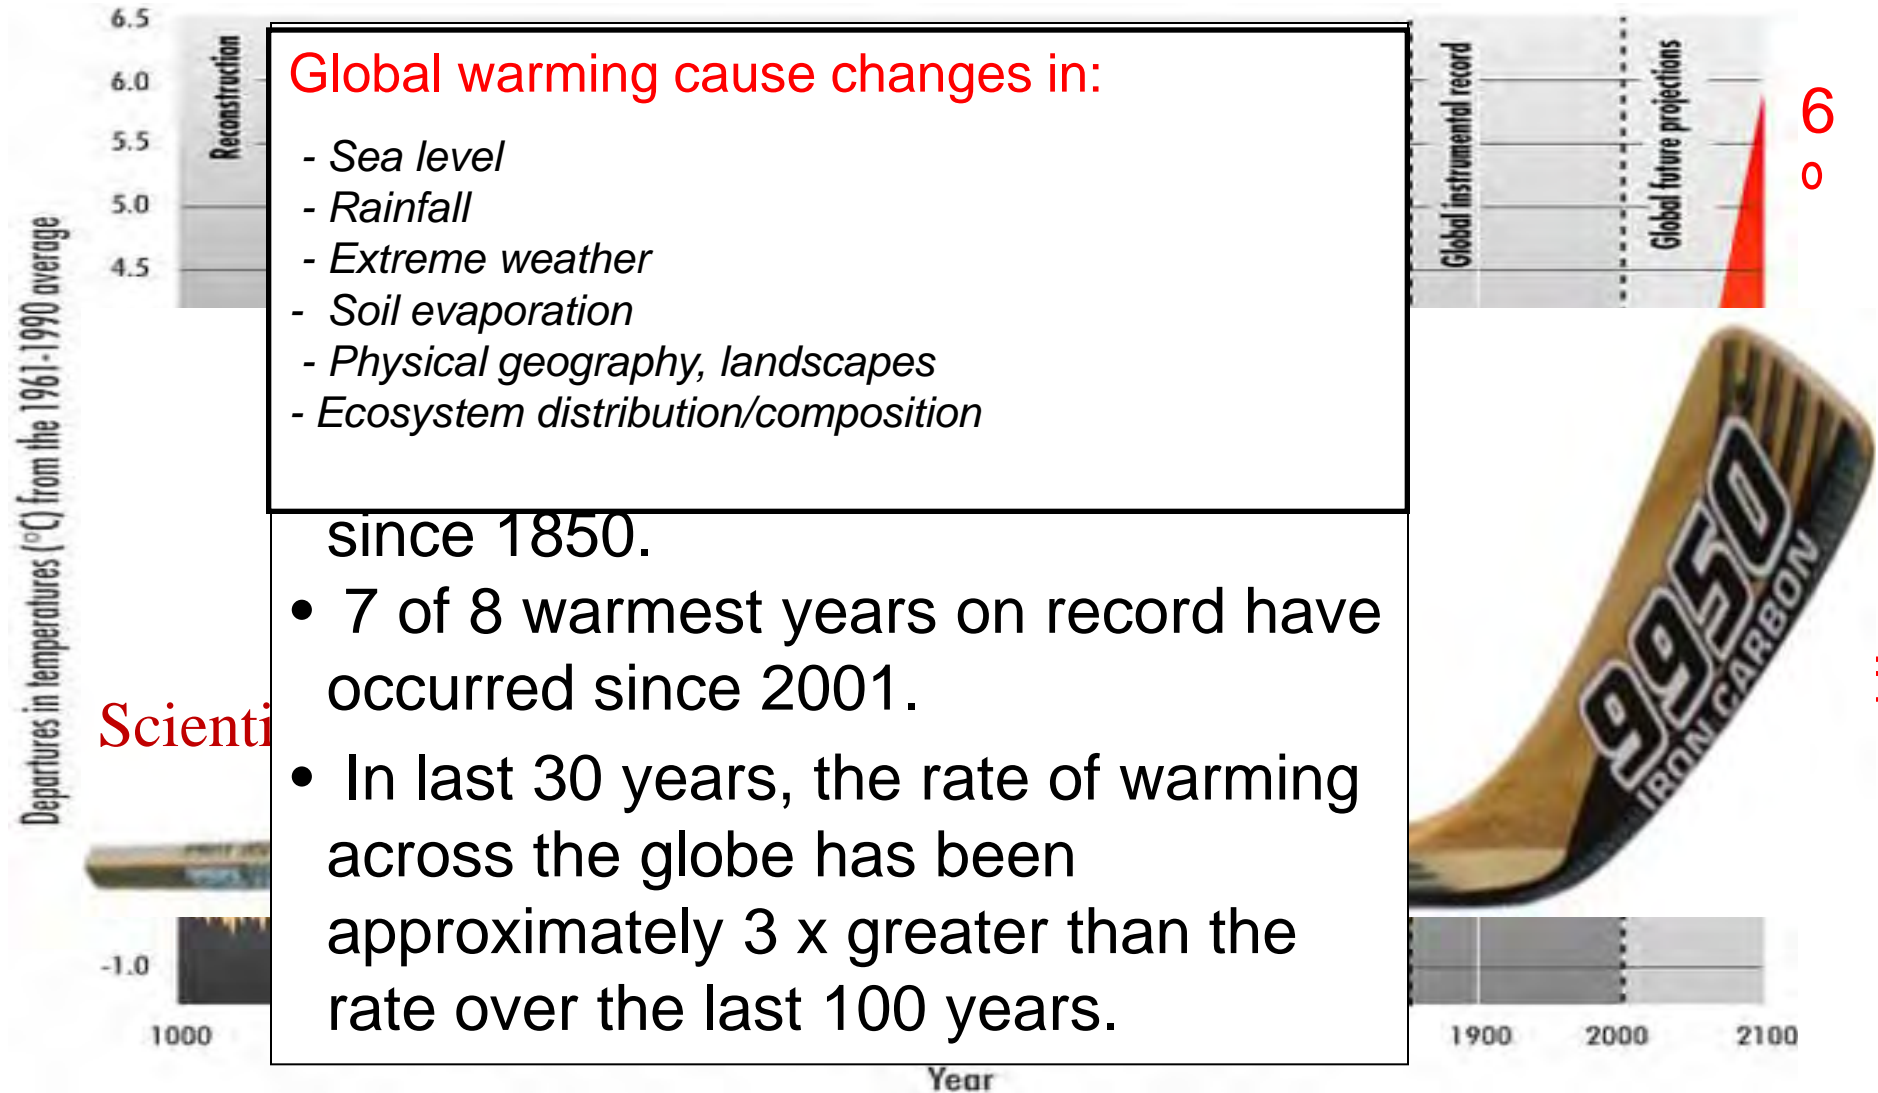 6.5
6.0
5.5
5.0
4.5
-1.0
Departures in temperatures (°C) from the 1961-1990 average
Reconstruction
Global warming cause changes in:
- Sea level
- Rainfall
- Extreme weather
- Soil evaporation
- Physical geography, landscapes
- Ecosystem distribution/composition
since 1850.
• 7 of 8 warmest years on record have
occurred since 2001.
• In last 30 years, the rate of warming
across the globe has been
approximately 3 x greater than the
rate over the last 100 years.
Scienti
Global instrumental record
Global future projections
6
o
9950
IRON CARBON
1000
1900
2000
2100
Year